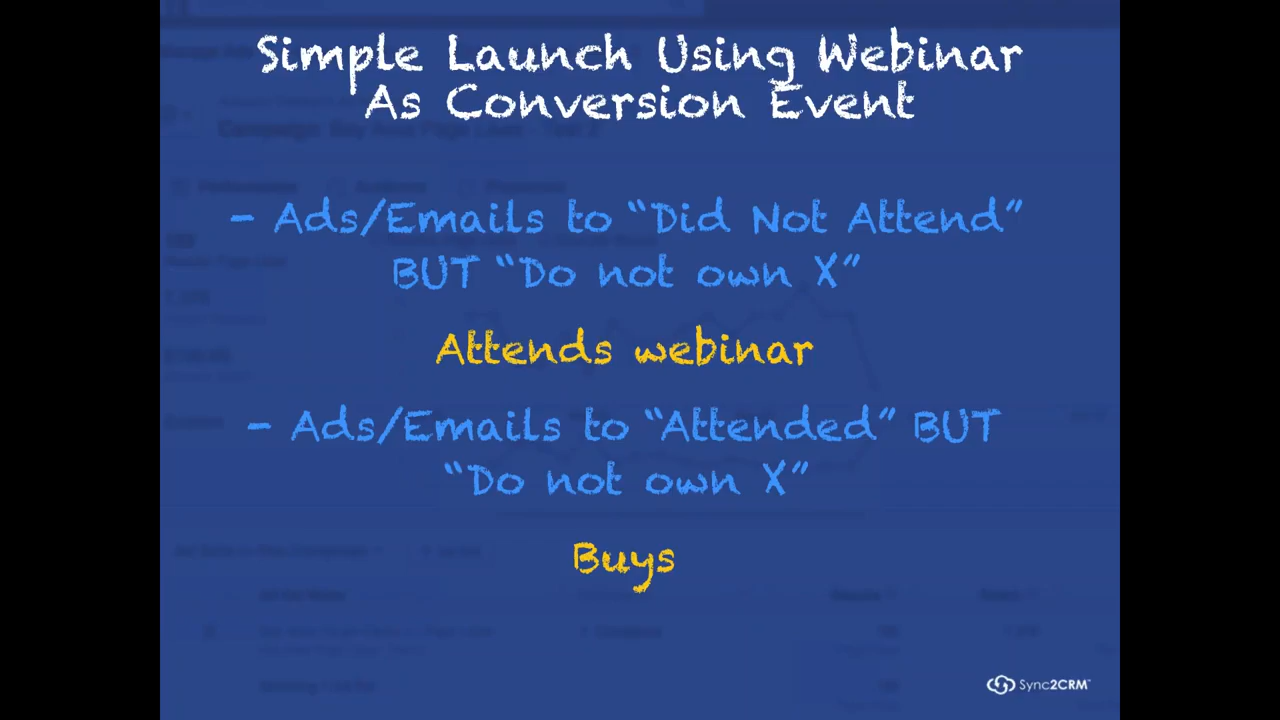 Simple Launch Using Webinar
As Conversion Event
- Ads/Emails to “Did Not Attend”
BUT “Do not own X”
Attends webinar
- Ads/Emails to “Attended” BUT
“Do not own X”
Buys
Sync2CRM™